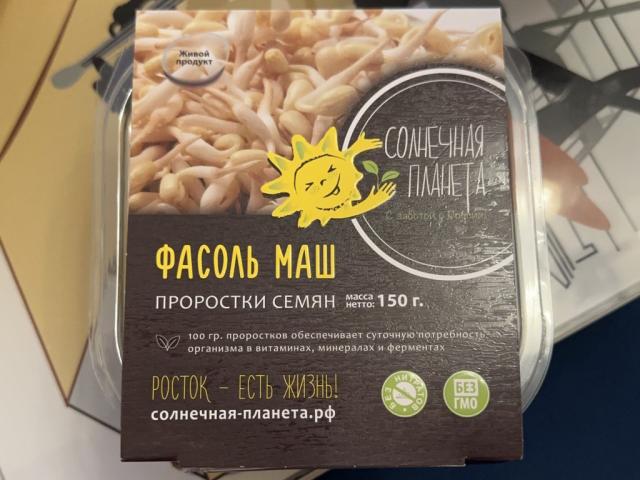 Живой
продукт
СОЛНЕЧНАЯ
ПЛАНЕТА
С заботой о России!
ФАСОЛЬ МАШ
ПРОРОСТКИ СЕМЯН масса нетто: 150 г.
100 гр. проростков обеспечивает суточную потребность
организма в витаминах, минералах и ферментах
РОСТОК – ЕСТЬ ЖИЗНЬ!
солнечная-планета.рф
БЕЗ НИТРАТОВ
БЕЗ
ГМО